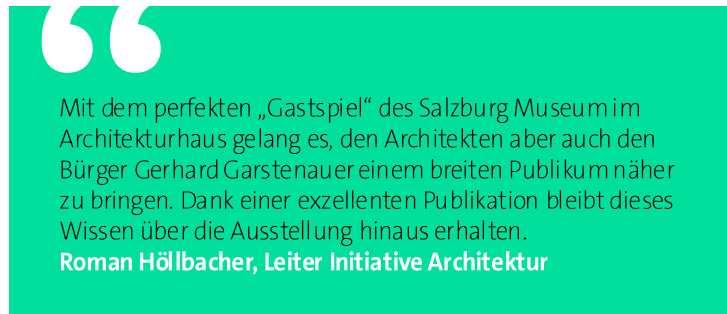 “
Mit dem perfekten „Gastspiel“ des Salzburg Museum im
Architekturhaus gelang es, den Architekten aber auch den
Bürger Gerhard Garstenauer einem breiten Publikum näher
zu bringen. Dank einer exzellenten Publikation bleibt dieses
Wissen über die Ausstellung hinaus erhalten.
Roman Höllbacher, Leiter Initiative Architektur